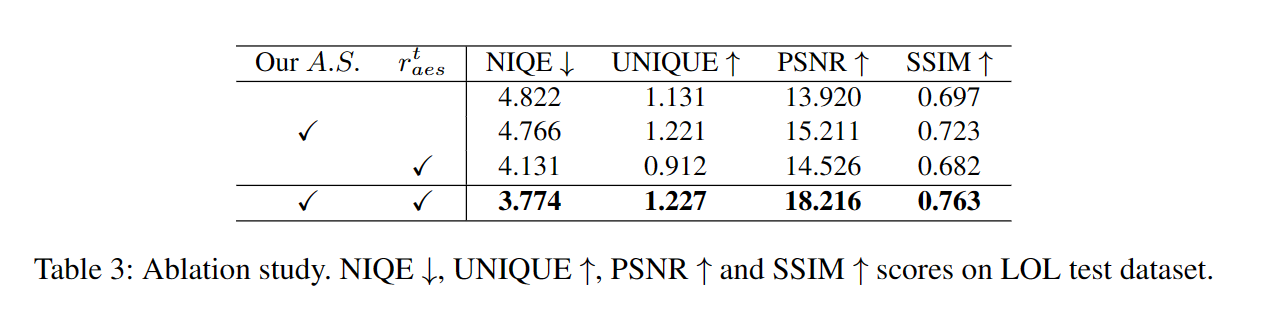 Our A.S. r^t_aes NIQE ↓ UNIQUE ↑ PSNR ↑ SSIM ↑
4.822 1.131 13.920 0.697
✓ 4.766 1.221 15.211 0.723
✓ 4.131 0.912 14.526 0.682
✓ ✓ 3.774 1.227 18.216 0.763
Table 3: Ablation study. NIQE ↓, UNIQUE ↑, PSNR ↑ and SSIM ↑ scores on LOL test dataset.